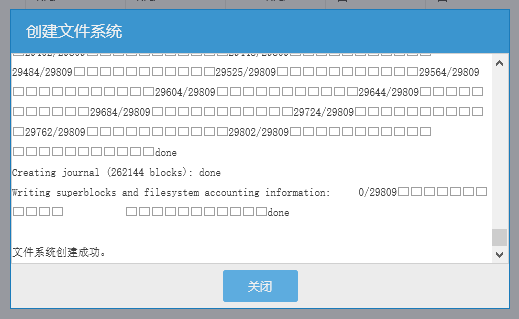 创建文件系统
29484/29809□□□□□□□□□□□29525/29809□□□□□□□□□□□29564/29809
□□□□□□□□□□□29604/29809□□□□□□□□□□□29644/29809□□□□□
□□□□□□29684/29809□□□□□□□□□□□29724/29809□□□□□□□□□□
□29762/29809□□□□□□□□□□□29802/29809□□□□□□□□□□□
□□□□□□□□□□□done
Creating journal (262144 blocks): done
Writing superblocks and filesystem accounting information: 0/29809□□□□□□□
□□□□ □□□□□□□□□□□done
文件系统创建成功。
关闭